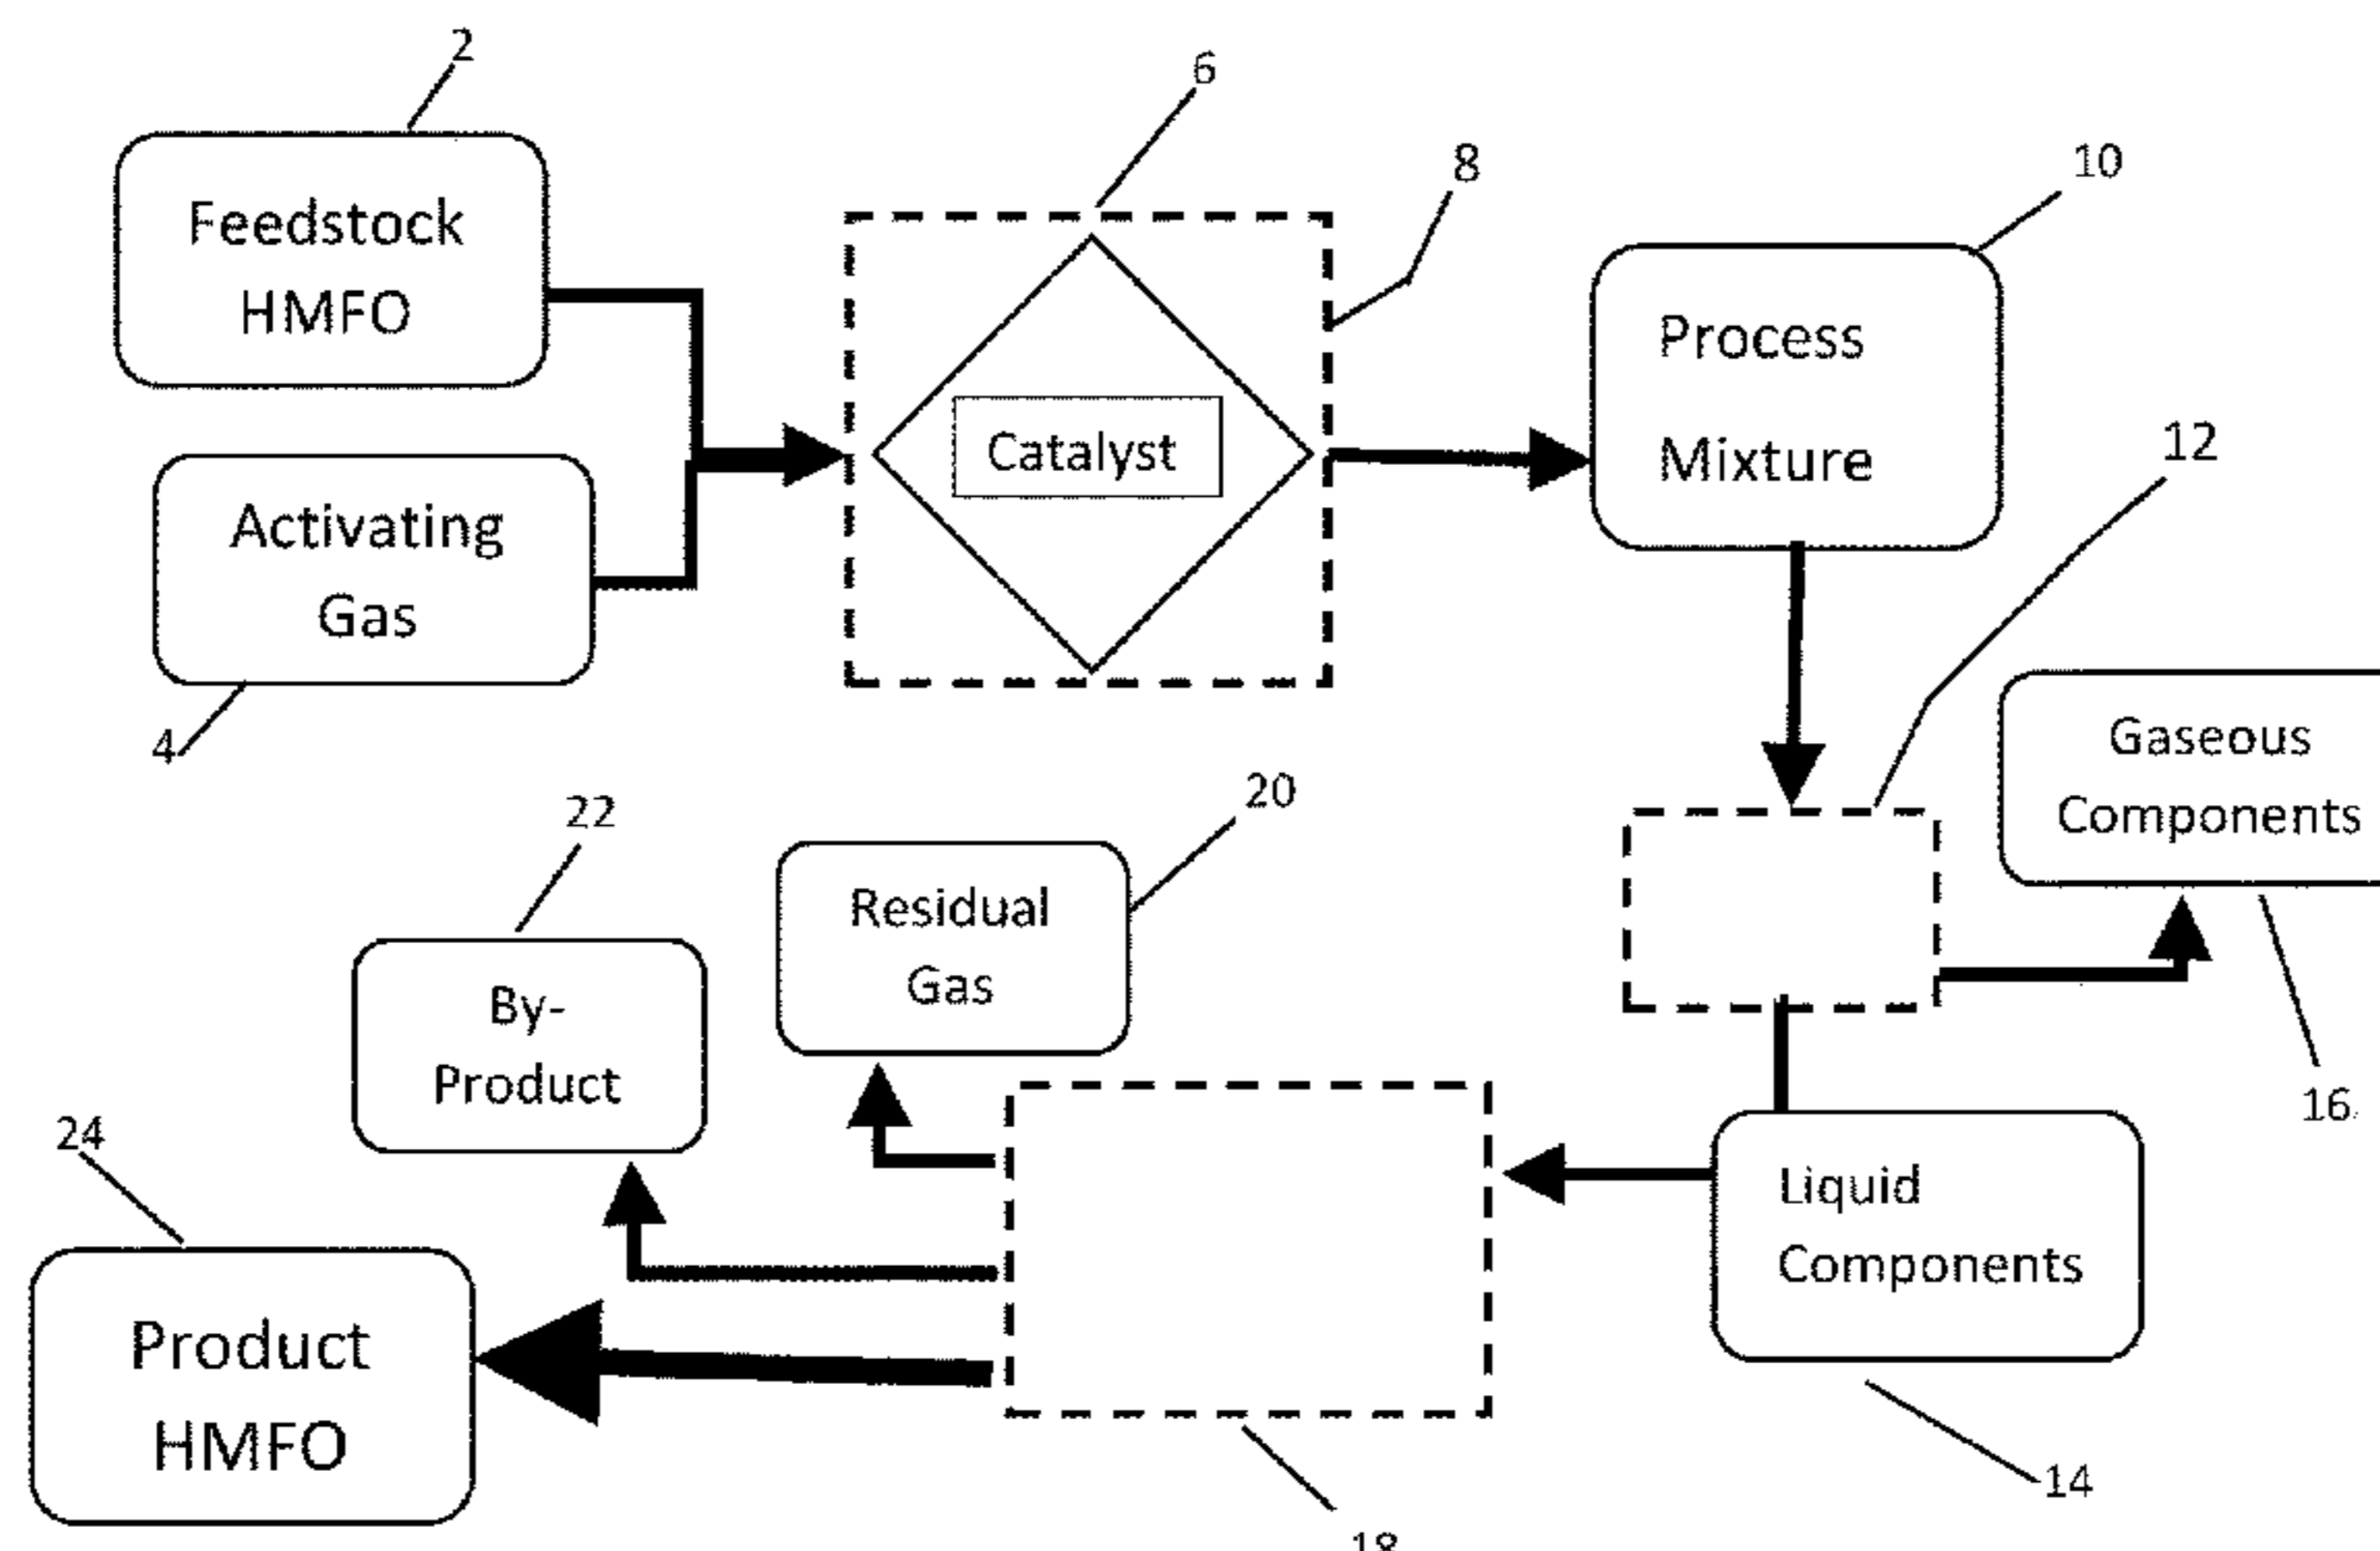 2
6
8
10
Feedstock
HMFO
Process
Mixture
Catalyst
12
Activating
Gas
4
Gaseous
Components
20
22
Residual
Gas
By-
Product
16
24
Liquid
Components
Product
HMFO
14
18